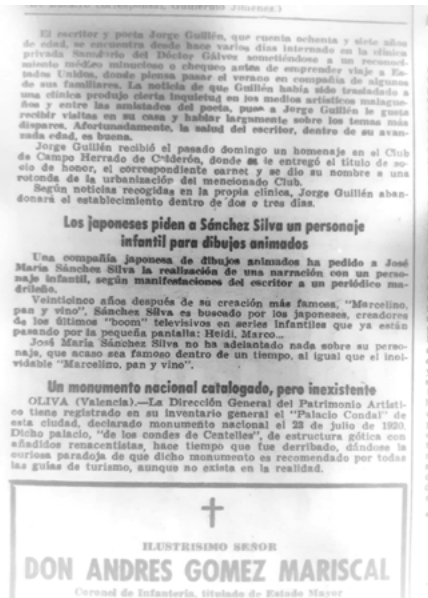 (De nuestro corresponsal, Guillermo Jiménez.)
El escritor y poeta Jorge Guillén, que cuenta ochenta y siete años
de edad, se encuentra desde hace varios días internado en la clínica
privada Sanatorio del Dóctor Gálvez sometiéndose a un reconoci-
miento médico minucioso o chequeo antes de emprender viaje a Es-
tados Unidos, donde piensa pasar el verano en compañía de algunos
de sus familiares. La noticia de que Guillén había sido trasladado a
una clínica produjo cierta inquietud en los medios artísticos malague-
ños y entre las amistades del poeta, pues a Jorge Guillén le gusta
recibir visitas en su casa y hablar largamente sobre los temas más
dispares. Afortunadamente, la salud del escritor, dentro de su avan-
zada edad, es buena.
Jorge Guillén recibió el pasado domingo un homenaje en el Club
de Campo Herrado de Calderón, donde se le entregó el título de so-
cio de honor, el correspondiente carnet y se dio su nombre a una
rotonda de la urbanización del mencionado Club.
Según noticias recogidas en la propia clínica, Jorge Guillén aban-
donará el establecimiento dentro de dos o tres días.
Los japoneses piden a Sánchez Silva un personaje
infantil para dibujos animados
Una compañía japonesa de dibujos animados ha pedido a José
María Sánchez Silva la realización de una narración con un perso-
naje infantil, según manifestaciones del escritor a un periódico ma-
drileño.
Veinticinco años después de su creación más famosa, "Marcelino,
pan y vino", Sánchez Silva es buscado por los japoneses, creadores
de los últimos "boom" televisivos en series infantiles que ya están
pasando por la pequeña pantalla: Heidi, Marco...
José María Sánchez Silva no ha adelantado nada sobre su perso-
naje, que acaso sea famoso dentro de un tiempo, al igual que el inol-
vidable "Marcelino, pan y vino".
Un monumento nacional catalogado, pero inexistente
OLIVA (Valencia).—La Dirección General del Patrimonio Artísti-
co tiene registrado en su inventario general el "Palacio Condal" de
esta ciudad, declarado monumento nacional el 23 de julio de 1920.
Dicho palacio, "de los condes de Centelles", de estructura gótica con
añadidos renacentistas, hace tiempo que fue derribado, dándose la
curiosa paradoja de que dicho monumento es recomendado por todas
las guías de turismo, aunque no exista en la realidad.
ILUSTRISIMO SEÑOR
DON ANDRES GOMEZ MARISCAL
Coronel de Infantería, titulado de Estado Mayor